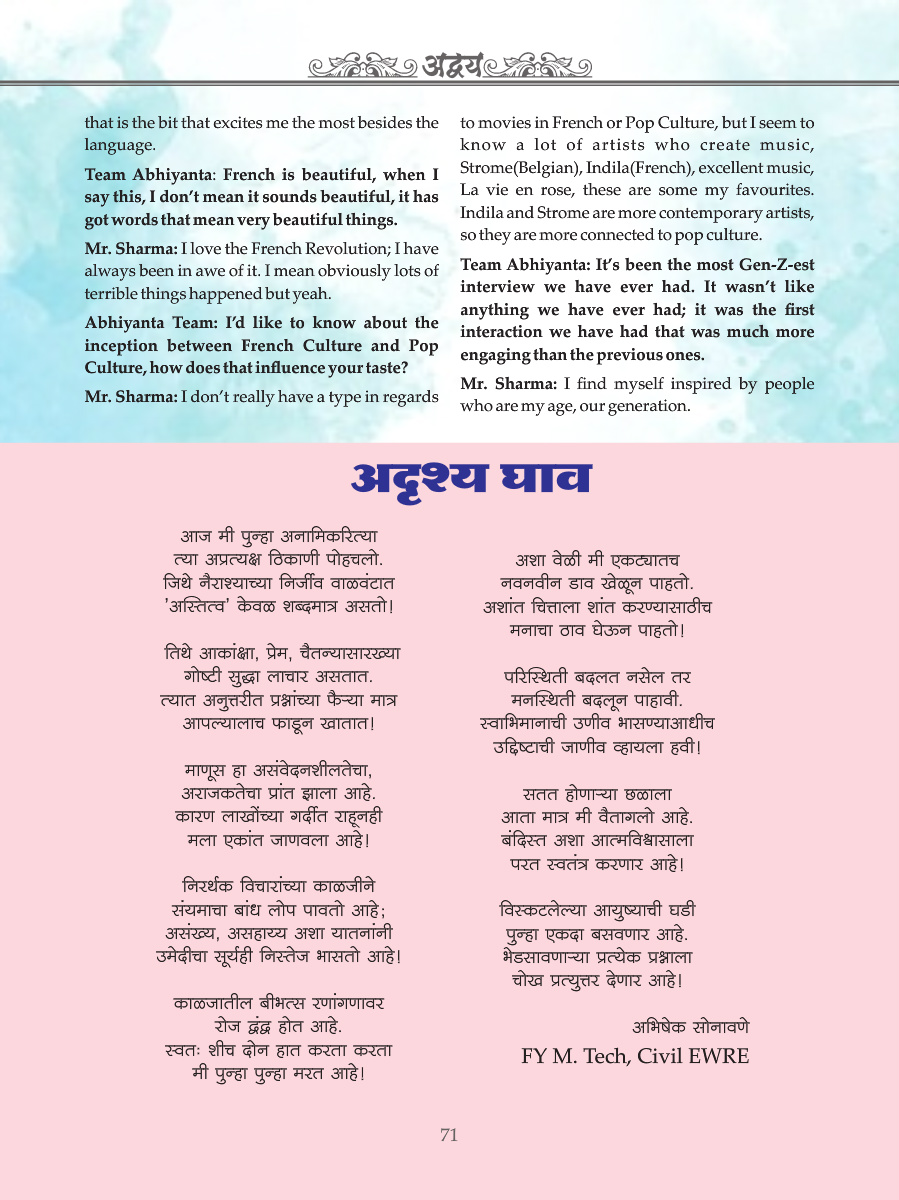 अद्वय
that is the bit that excites me the most besides the
language.
Team Abhiyanta: French is beautiful, when I
say this, I don't mean it sounds beautiful, it has
got words that mean very beautiful things.
Mr. Sharma: I love the French Revolution; I have
always been in awe of it. I mean obviously lots of
terrible things happened but yeah.
Abhiyanta Team: I'd like to know about the
inception between French Culture and Pop
Culture, how does that influence your taste?
Mr. Sharma: I don't really have a type in regards
to movies in French or Pop Culture, but I seem to
know a lot of artists who create music,
Strome(Belgian), Indila(French), excellent music,
La vie en rose, these are some my favourites.
Indila and Strome are more contemporary artists,
so they are more connected to pop culture.
Team Abhiyanta: It's been the most Gen-Z-est
interview we have ever had. It wasn't like
anything we have ever had; it was the first
interaction we have had that was much more
engaging than the previous ones.
Mr. Sharma: I find myself inspired by people
who are my age, our generation.
अदृश्य घाव
आज मी पुन्हा अनामिकरित्या
त्या अप्रत्यक्ष ठिकाणी पोहचलो.
जिथे नैराश्याच्या निर्जीव वाळवंटात
'अस्तित्व' केवळ शब्दमात्र असतो!
तिथे आकांक्षा, प्रेम, चैतन्यासारख्या
गोष्टी सुद्धा लाचार असतात.
त्यात अनुत्तरीत प्रश्नांच्या फैऱ्या मात्र
आपल्यालाच फाडून खातात!
माणूस हा असंवेदनशीलतेचा,
अराजकतेचा प्रांत झाला आहे.
कारण लाखोंच्या गर्दीत राहूनही
मला एकांत जाणवला आहे!
निरर्थक विचारांच्या काळजीने
संयमाचा बांध लोप पावतो आहे;
असंख्य, असहाय्य अशा यातनांनी
उमेदीचा सूर्यही निस्तेज भासतो आहे!
काळजातील बीभत्स रणांगणावर
रोज द्वंद्व होत आहे.
स्वतः शीच दोन हात करता करता
मी पुन्हा पुन्हा मरत आहे!
अशा वेळी मी एकट्यातच
नवनवीन डाव खेळून पाहतो.
अशांत चित्ताला शांत करण्यासाठीच
मनाचा ठाव घेऊन पाहतो!
परिस्थिती बदलत नसेल तर
मनस्थिती बदलून पाहावी.
स्वाभिमानाची उणीव भासण्याआधीच
उद्दिष्टाची जाणीव व्हायला हवी!
सतत होणाऱ्या छळाला
आता मात्र मी वैतागलो आहे.
बंदिस्त अशा आत्मविश्वासाला
परत स्वतंत्र करणार आहे!
विस्कटलेल्या आयुष्याची घडी
पुन्हा एकदा बसवणार आहे.
भेडसावणाऱ्या प्रत्येक प्रश्नाला
चोख प्रत्युत्तर देणार आहे!
अभिषेक सोनावणे
FY M. Tech, Civil EWRE
71